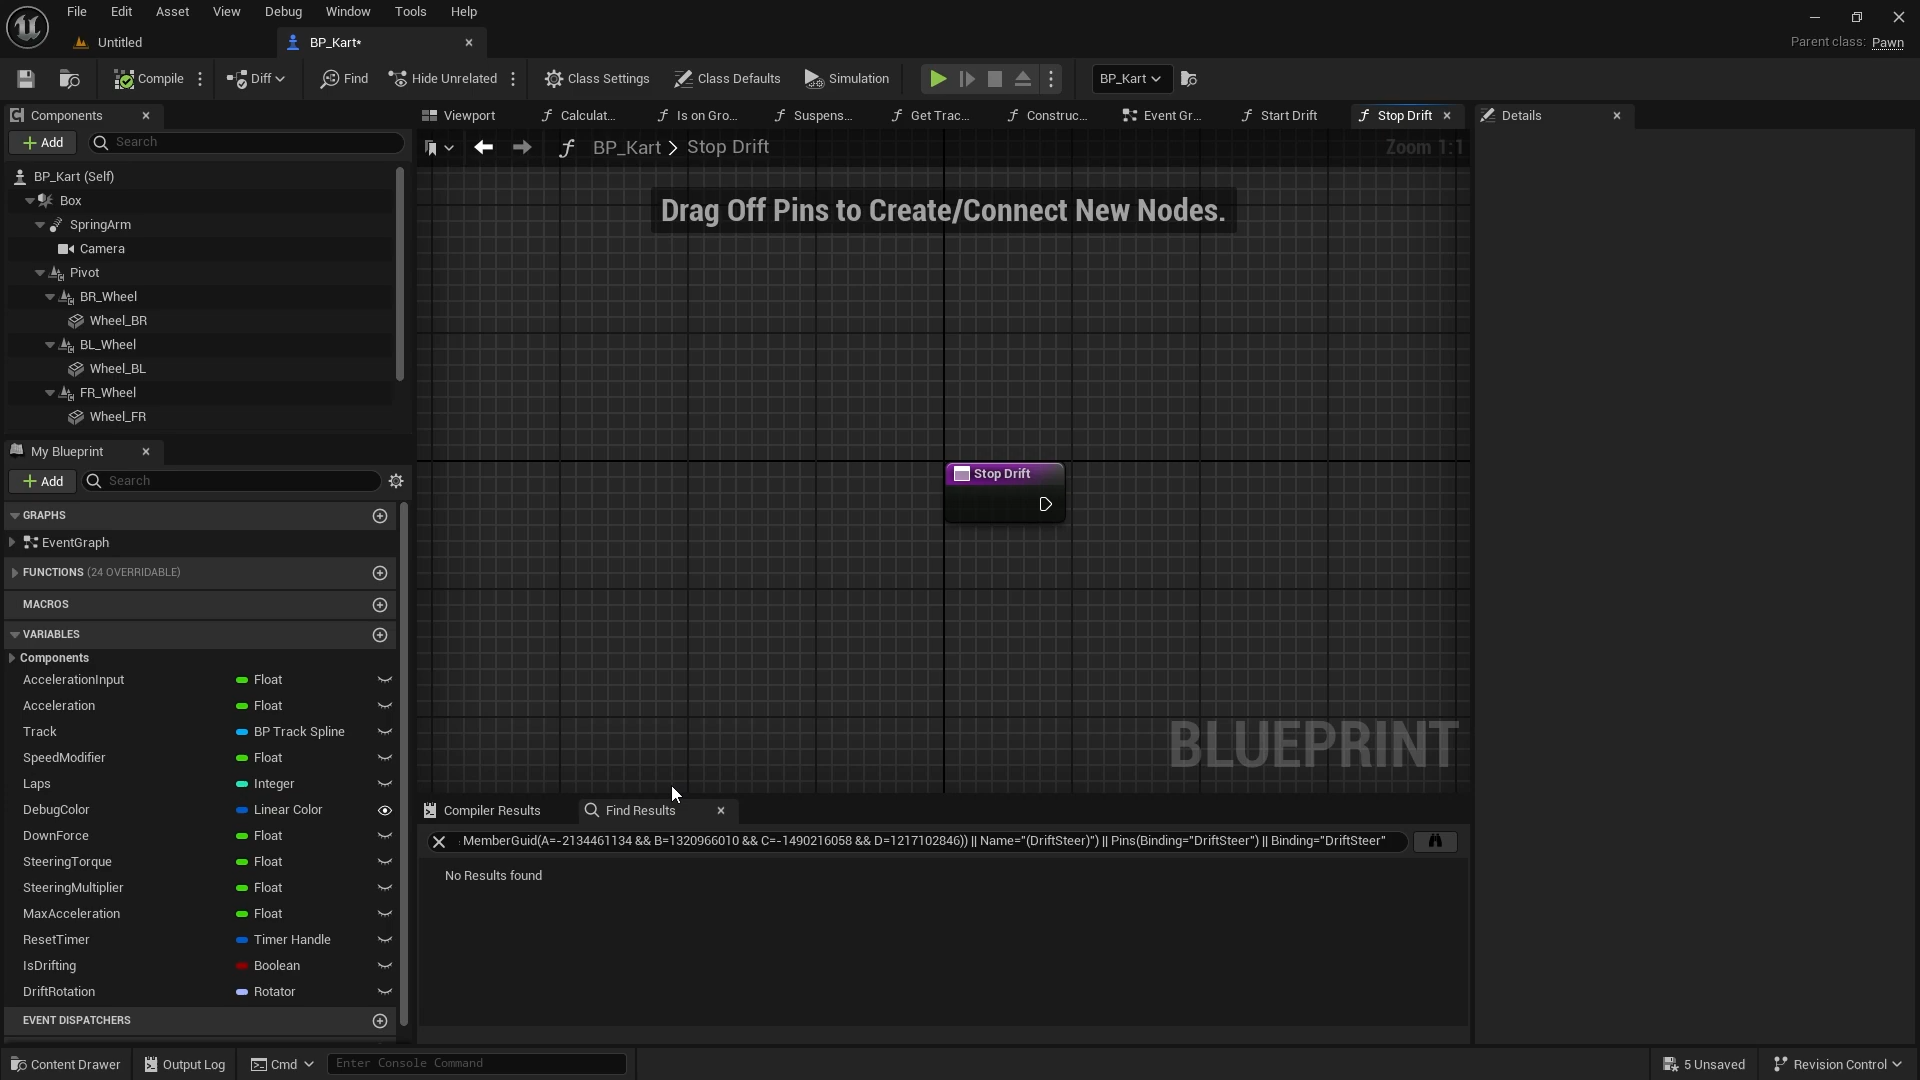 File Edit Asset View Debug Window Tools Help
Untitled
BP_Kart*
Parent class: Pawn
Compile
Diff
Find
Hide Unrelated
Class Settings
Class Defaults
Simulation
BP_Kart
Components
Viewport
Calculat...
Is on Gro...
Suspens...
Get Trac...
Construc...
Event Gr...
Start Drift
Stop Drift
Details
Add
Search
BP_Kart > Stop Drift
Zoom 1:1
BP_Kart (Self)
Box
SpringArm
Camera
Pivot
BR_Wheel
Wheel_BR
BL_Wheel
Wheel_BL
FR_Wheel
Wheel_FR
Drag Off Pins to Create/Connect New Nodes.
Stop Drift
BLUEPRINT
My Blueprint
Add
Search
GRAPHS
EventGraph
FUNCTIONS (24 OVERRIDABLE)
MACROS
VARIABLES
Components
AccelerationInput Float
Acceleration Float
Track BP Track Spline
SpeedModifier Float
Laps Integer
DebugColor Linear Color
DownForce Float
SteeringTorque Float
SteeringMultiplier Float
MaxAcceleration Float
ResetTimer Timer Handle
IsDrifting Boolean
DriftRotation Rotator
EVENT DISPATCHERS
Compiler Results
Find Results
MemberGuid(A=-2134461134 && B=1320966010 && C=-1490216058 && D=1217102846)) || Name="(DriftSteer)") || Pins(Binding="DriftSteer") || Binding="DriftSteer"
No Results found
Content Drawer
Output Log
Cmd
Enter Console Command
5 Unsaved
Revision Control